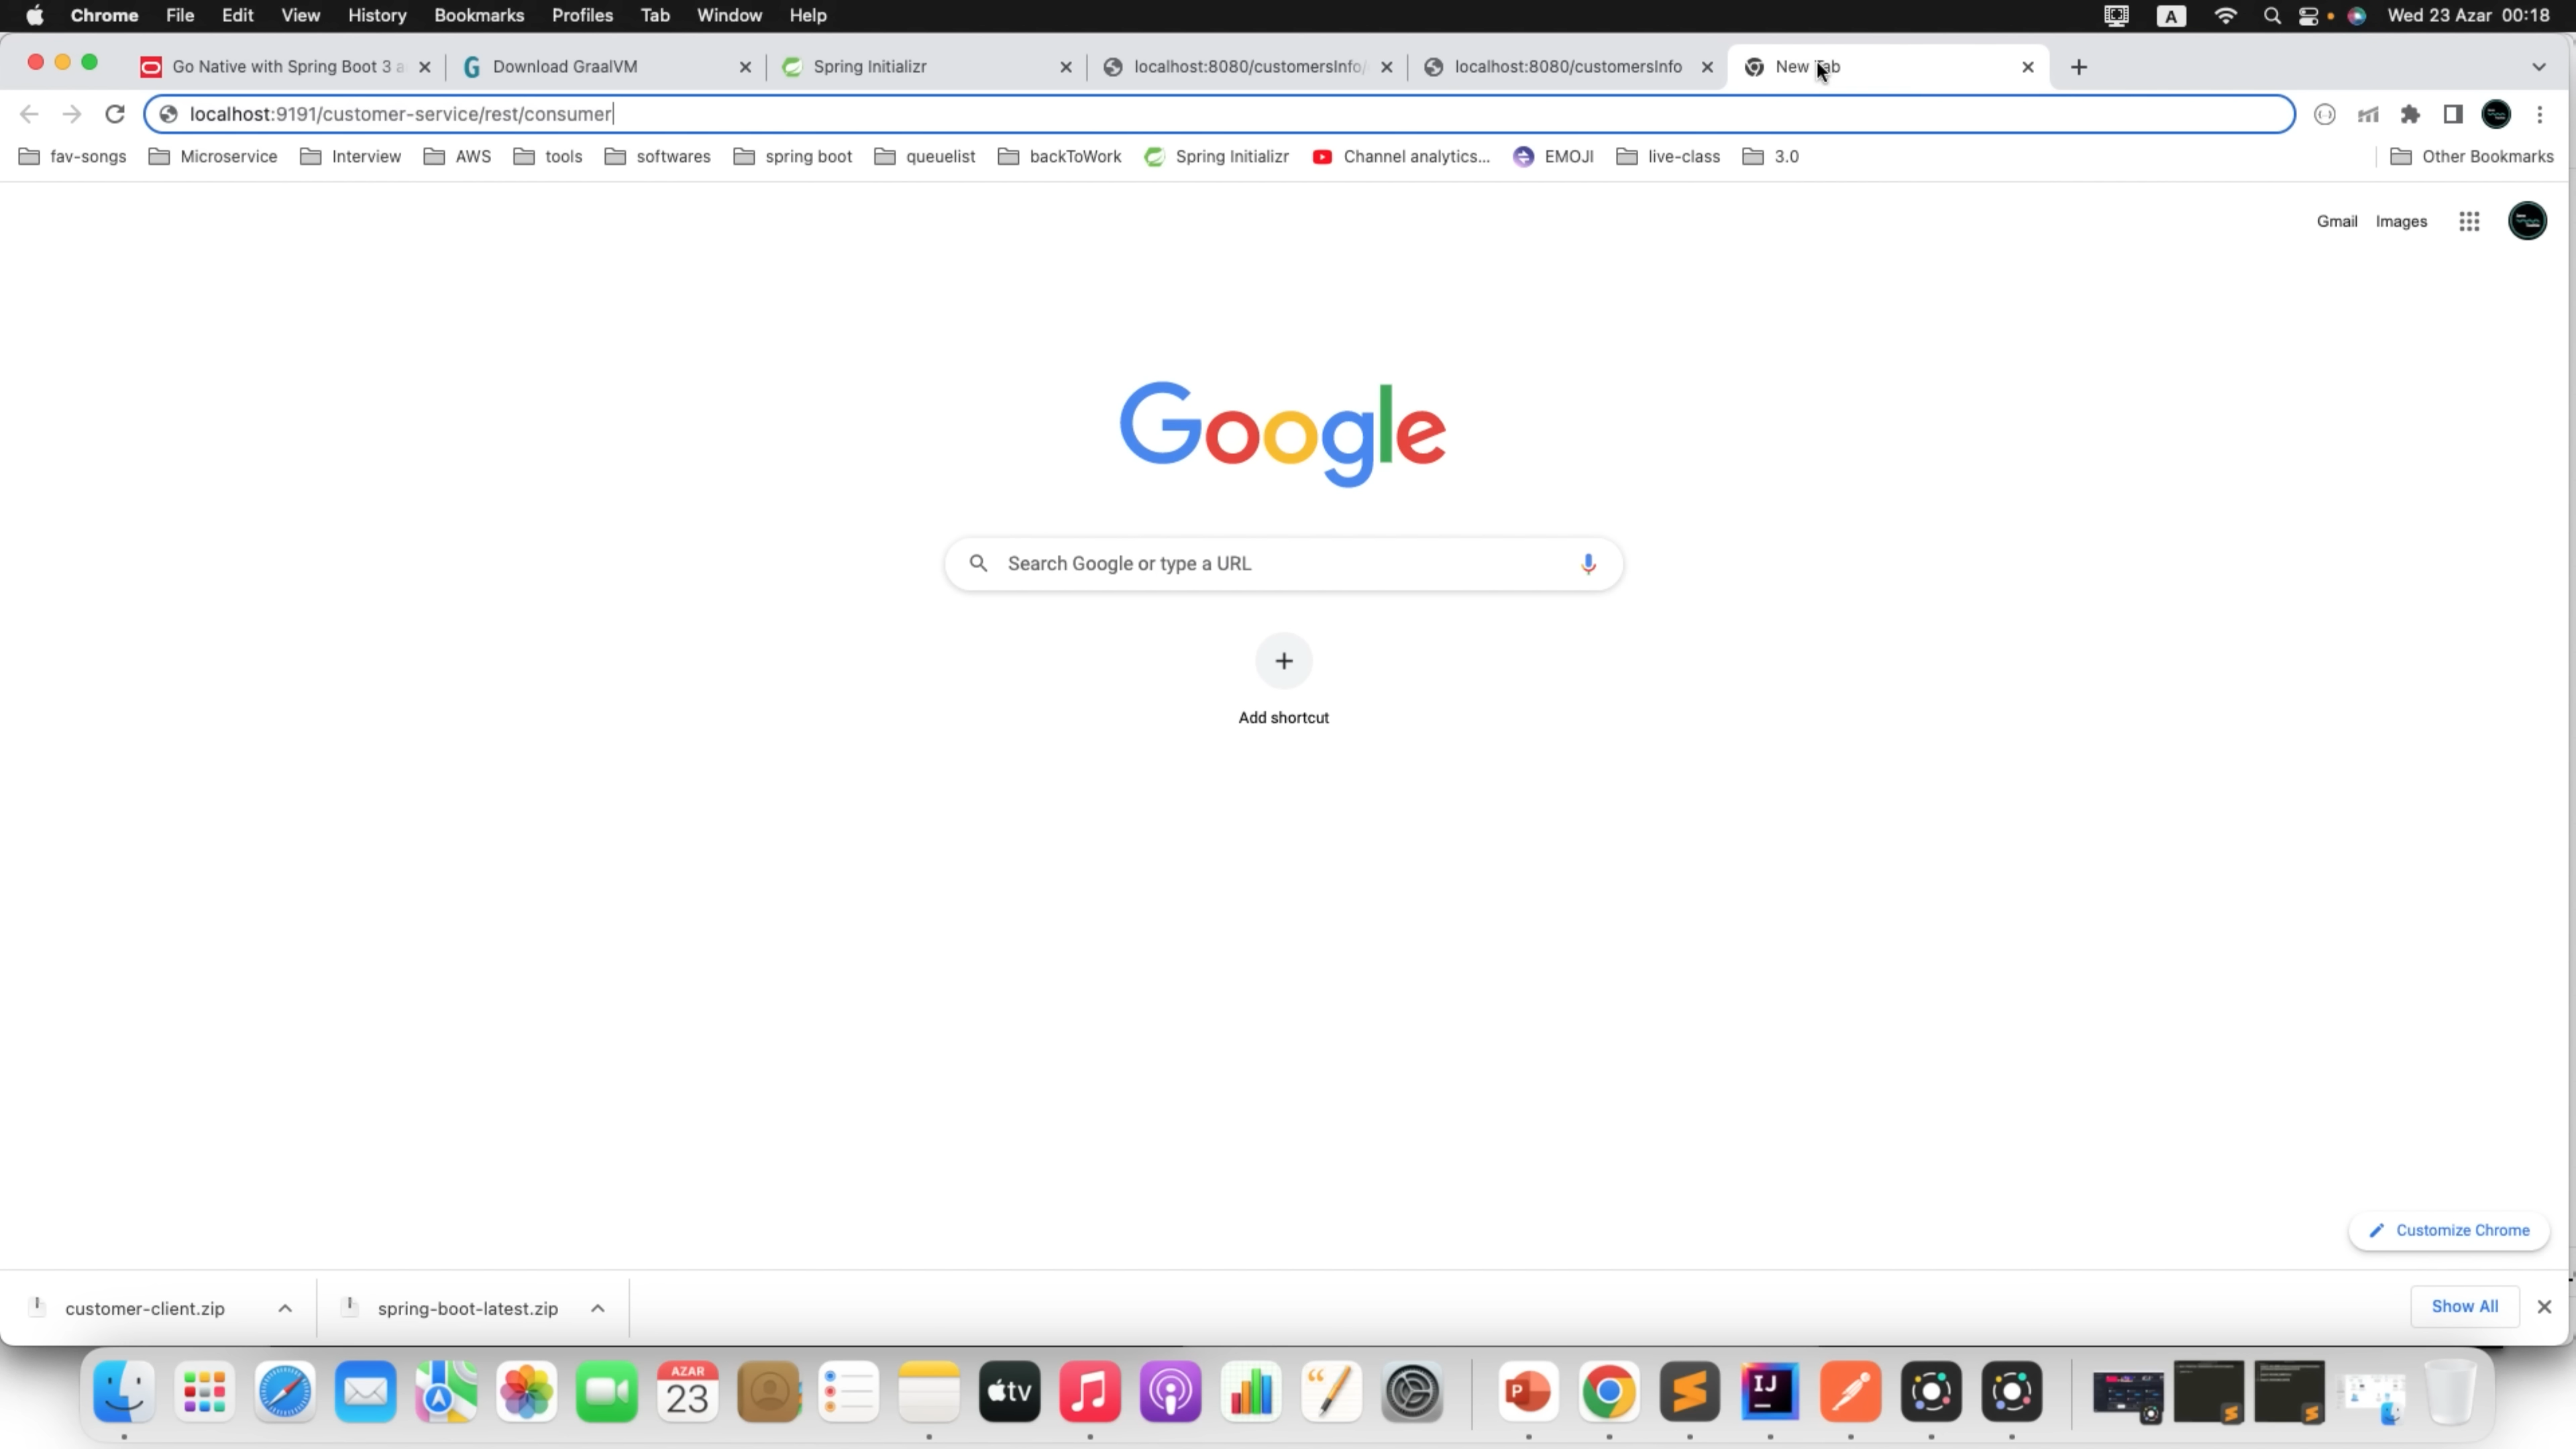 Chrome File Edit View History Bookmarks Profiles Tab Window Help A Wed 23 Azar 00:18
Go Native with Spring Boot 3 a Download GraalVM Spring Initializr localhost:8080/customersInfo/ localhost:8080/customersInfo New Tab
localhost:9191/customer-service/rest/consumer
fav-songs Microservice Interview AWS tools softwares spring boot queuelist backToWork Spring Initializr Channel analytics... EMOJI live-class 3.0 Other Bookmarks
Gmail Images
Google
Search Google or type a URL
Add shortcut
Customize Chrome
customer-client.zip spring-boot-latest.zip Show All
AZAR
23
tv
P
IJ